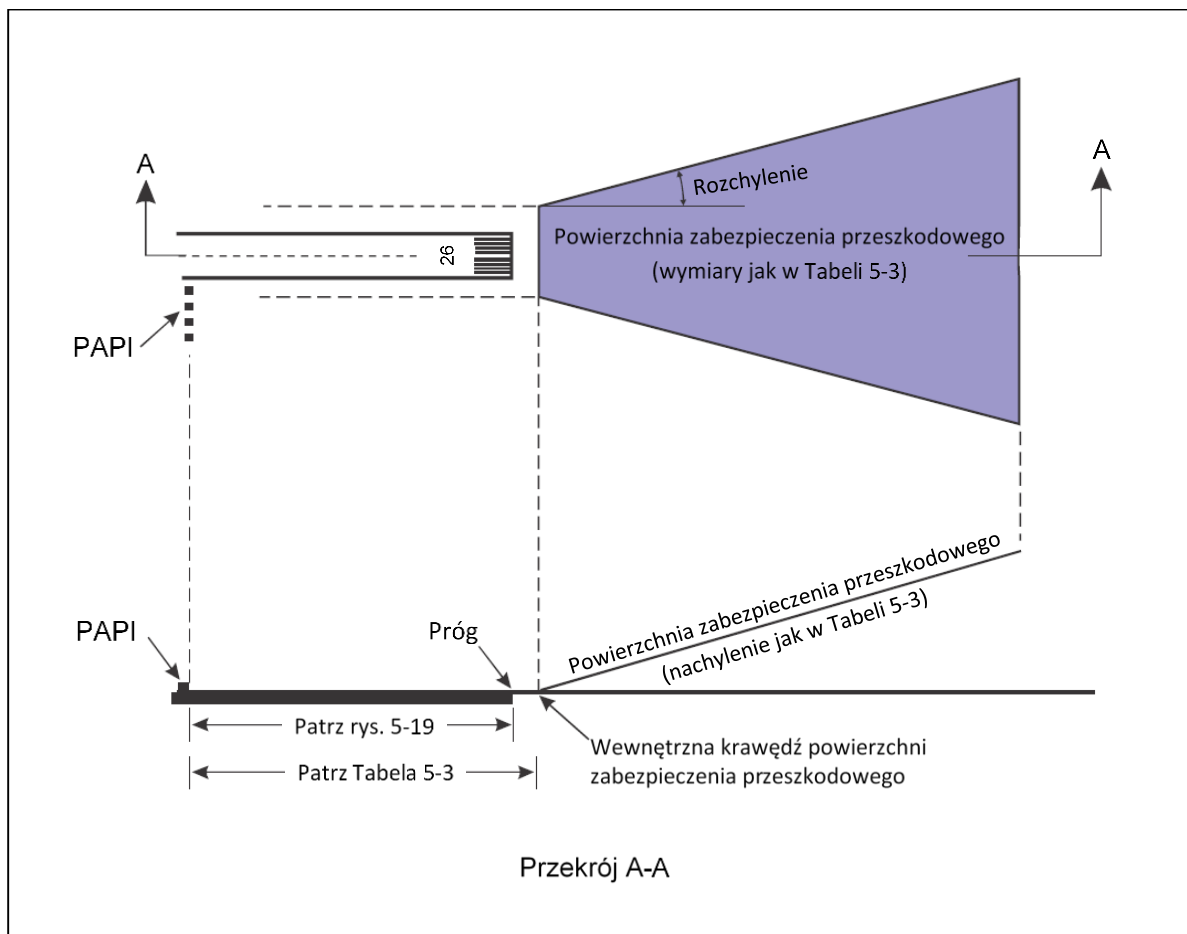 A
A
Rozchylenie
Powierzchnia zabezpieczenia przeszkodowego
(wymiary jak w Tabeli 5-3)
26
PAPI
Powierzchnia zabezpieczenia przeszkodowego
(nachylenie jak w Tabeli 5-3)
PAPI
Próg
Patrz rys. 5-19
Patrz Tabela 5-3
Wewnętrzna krawędź powierzchni
zabezpieczenia przeszkodowego
Przekrój A-A